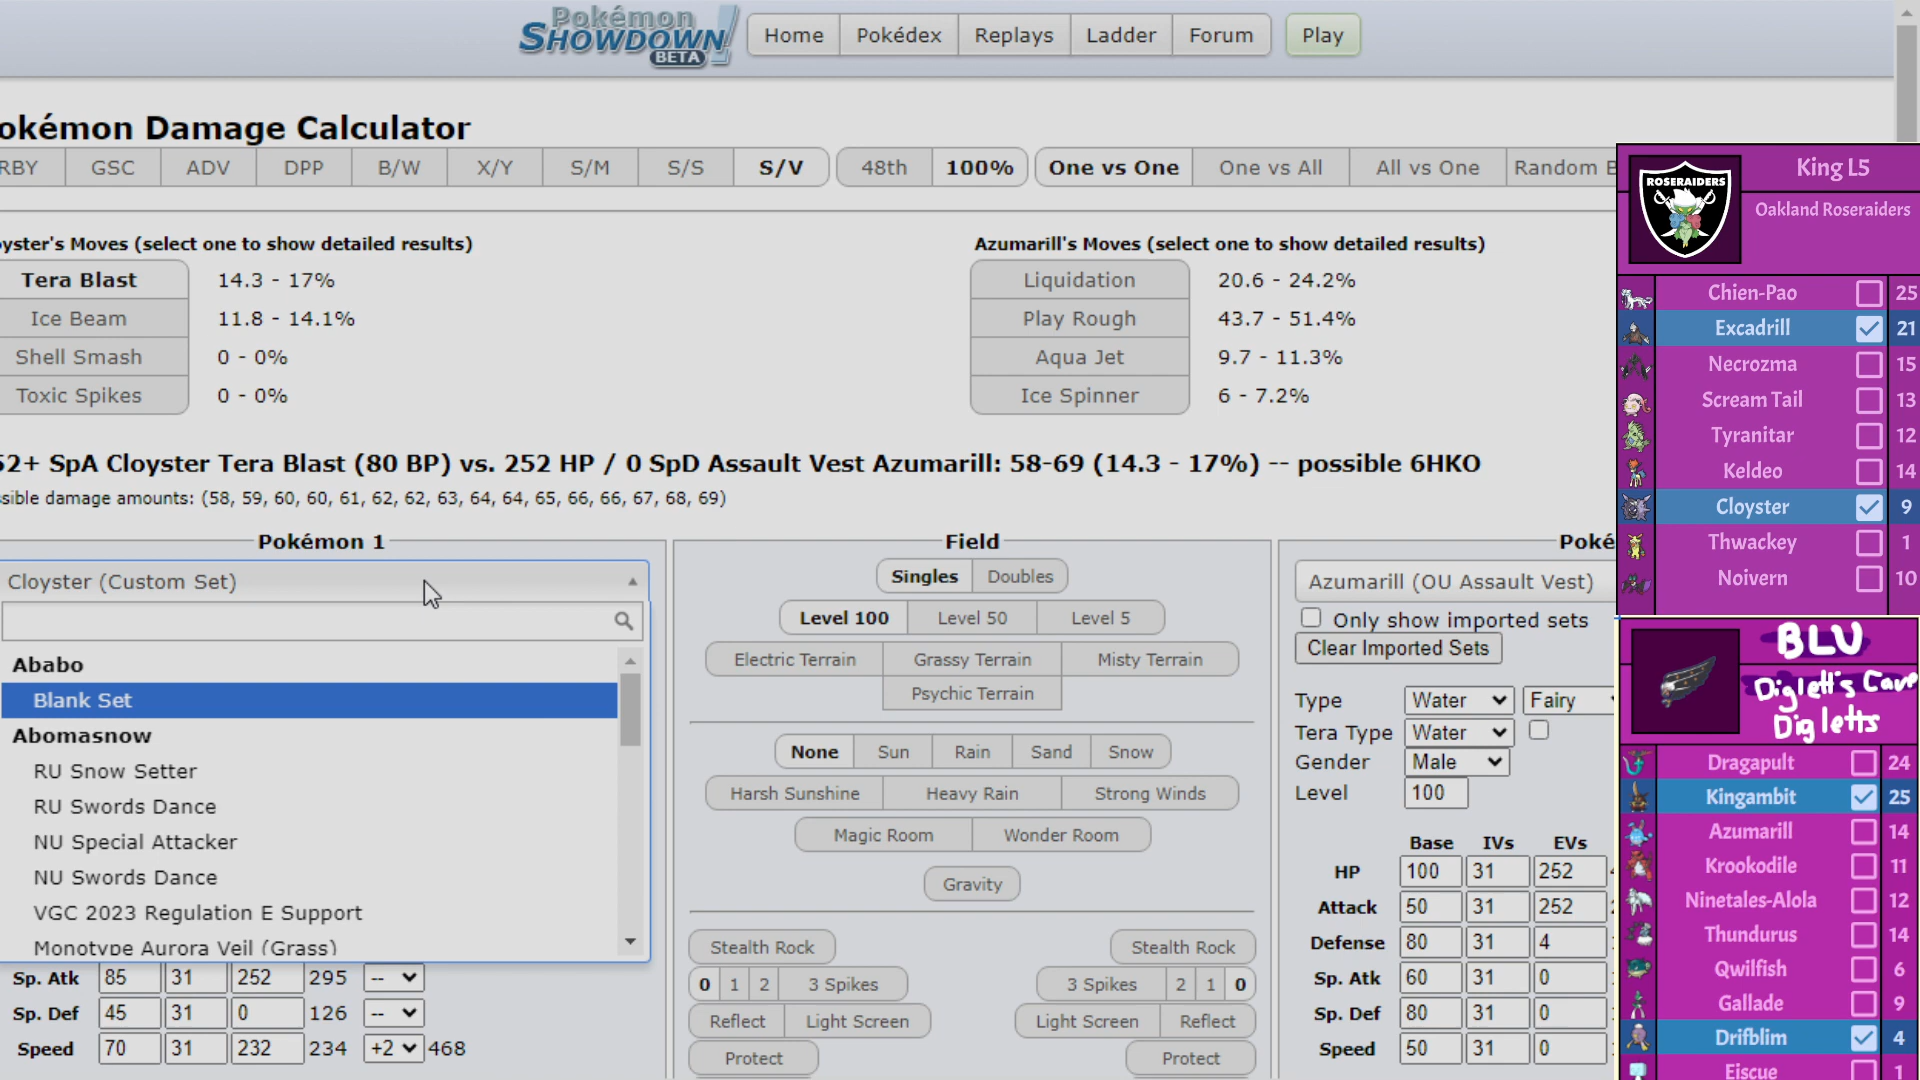 Pokémon
SHOWDOWN!
BETA
Home
Pokédex
Replays
Ladder
Forum
Play
okémon Damage Calculator
RBY
GSC
ADV
DPP
B/W
X/Y
S/M
S/S
S/V
48th
100%
One vs One
One vs All
All vs One
Random B
oyster's Moves (select one to show detailed results)
Tera Blast 14.3 - 17%
Ice Beam 11.8 - 14.1%
Shell Smash 0 - 0%
Toxic Spikes 0 - 0%
Azumarill's Moves (select one to show detailed results)
Liquidation 20.6 - 24.2%
Play Rough 43.7 - 51.4%
Aqua Jet 9.7 - 11.3%
Ice Spinner 6 - 7.2%
52+ SpA Cloyster Tera Blast (80 BP) vs. 252 HP / 0 SpD Assault Vest Azumarill: 58-69 (14.3 - 17%) -- possible 6HKO
sible damage amounts: (58, 59, 60, 60, 61, 62, 62, 63, 64, 64, 65, 66, 66, 67, 68, 69)
Pokémon 1
Cloyster (Custom Set)
Ababo
Blank Set
Abomasnow
RU Snow Setter
RU Swords Dance
NU Special Attacker
NU Swords Dance
VGC 2023 Regulation E Support
Monotype Aurora Veil (Grass)
Sp. Atk 85 31 252 295 --
Sp. Def 45 31 0 126 --
Speed 70 31 232 234 +2 468
Field
Singles Doubles
Level 100 Level 50 Level 5
Electric Terrain Grassy Terrain Misty Terrain
Psychic Terrain
None Sun Rain Sand Snow
Harsh Sunshine Heavy Rain Strong Winds
Magic Room Wonder Room
Gravity
Stealth Rock Stealth Rock
0 1 2 3 Spikes 3 Spikes 2 1 0
Reflect Light Screen Light Screen Reflect
Protect Protect
Poké
Azumarill (OU Assault Vest)
Only show imported sets
Clear Imported Sets
Type Water Fairy
Tera Type Water
Gender Male
Level 100
Base IVs EVs
HP 100 31 252
Attack 50 31 252
Defense 80 31 4
Sp. Atk 60 31 0
Sp. Def 80 31 0
Speed 50 31 0
ROSERAIDERS
King L5
Oakland Roseraiders
Chien-Pao 25
Excadrill 21
Necrozma 15
Scream Tail 13
Tyranitar 12
Keldeo 14
Cloyster 9
Thwackey 1
Noivern 10
BLU
Diglett's Cave
Digletts
Dragapult 24
Kingambit 25
Azumarill 14
Krookodile 11
Ninetales-Alola 12
Thundurus 14
Qwilfish 6
Gallade 9
Drifblim 4
Eiscue 1